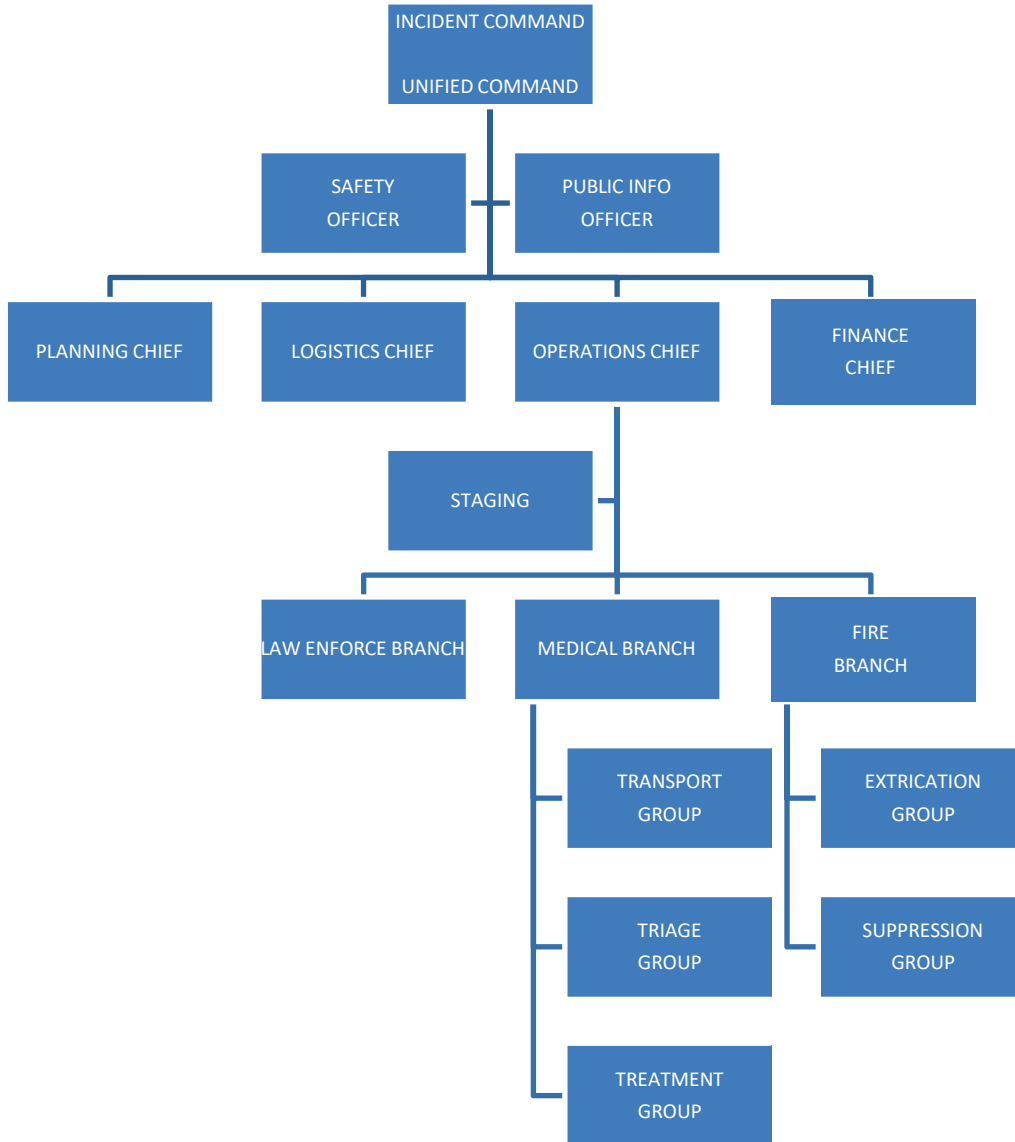 INCIDENT COMMAND
UNIFIED COMMAND
SAFETY
OFFICER
PUBLIC INFO
OFFICER
PLANNING CHIEF
LOGISTICS CHIEF
OPERATIONS CHIEF
FINANCE
CHIEF
STAGING
LAW ENFORCE BRANCH
MEDICAL BRANCH
FIRE
BRANCH
TRANSPORT
GROUP
EXTRICATION
GROUP
TRIAGE
GROUP
SUPPRESSION
GROUP
TREATMENT
GROUP